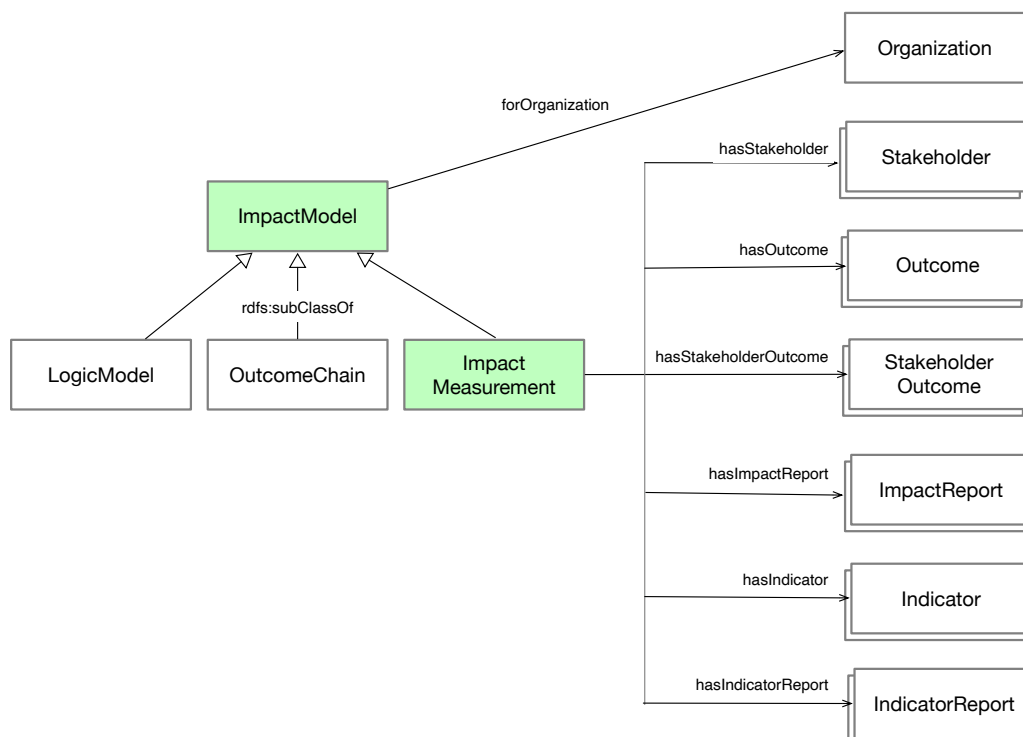 Organization
forOrganization
hasStakeholder
Stakeholder
ImpactModel
hasOutcome
Outcome
rdfs:subClassOf
LogicModel
OutcomeChain
Impact
Measurement
hasStakeholderOutcome
Stakeholder
Outcome
hasImpactReport
ImpactReport
hasIndicator
Indicator
hasIndicatorReport
IndicatorReport